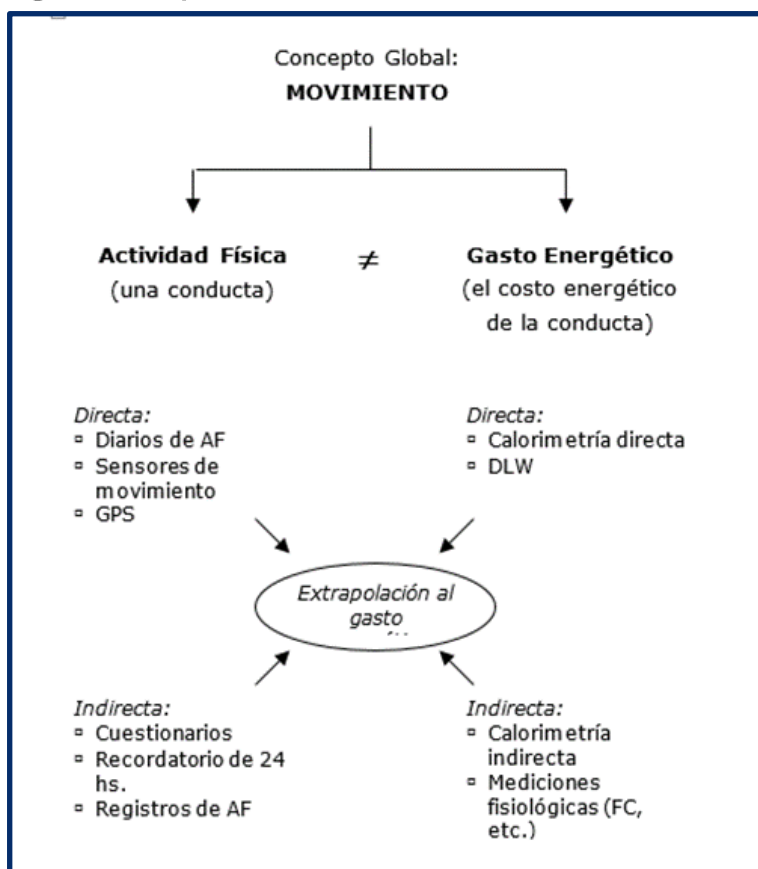 Concepto Global:
MOVIMIENTO
Actividad Física
(una conducta)
≠
Gasto Energético
(el costo energético
de la conducta)
Directa:
▫ Diarios de AF
▫ Sensores de
movimiento
▫ GPS
Directa:
▫ Calorimetría directa
▫ DLW
Extrapolación al
gasto
Indirecta:
▫ Cuestionarios
▫ Recordatorio de 24
hs.
▫ Registros de AF
Indirecta:
▫ Calorimetría
indirecta
▫ Mediciones
fisiológicas (FC,
etc.)